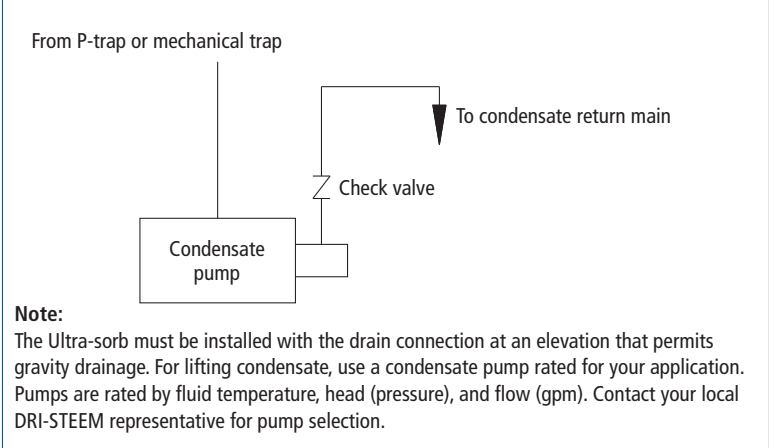 From P-trap or mechanical trap
To condensate return main
Check valve
Condensate
pump
Note:
The Ultra-sorb must be installed with the drain connection at an elevation that permits
gravity drainage. For lifting condensate, use a condensate pump rated for your application.
Pumps are rated by fluid temperature, head (pressure), and flow (gpm). Contact your local
DRI-STEEM representative for pump selection.